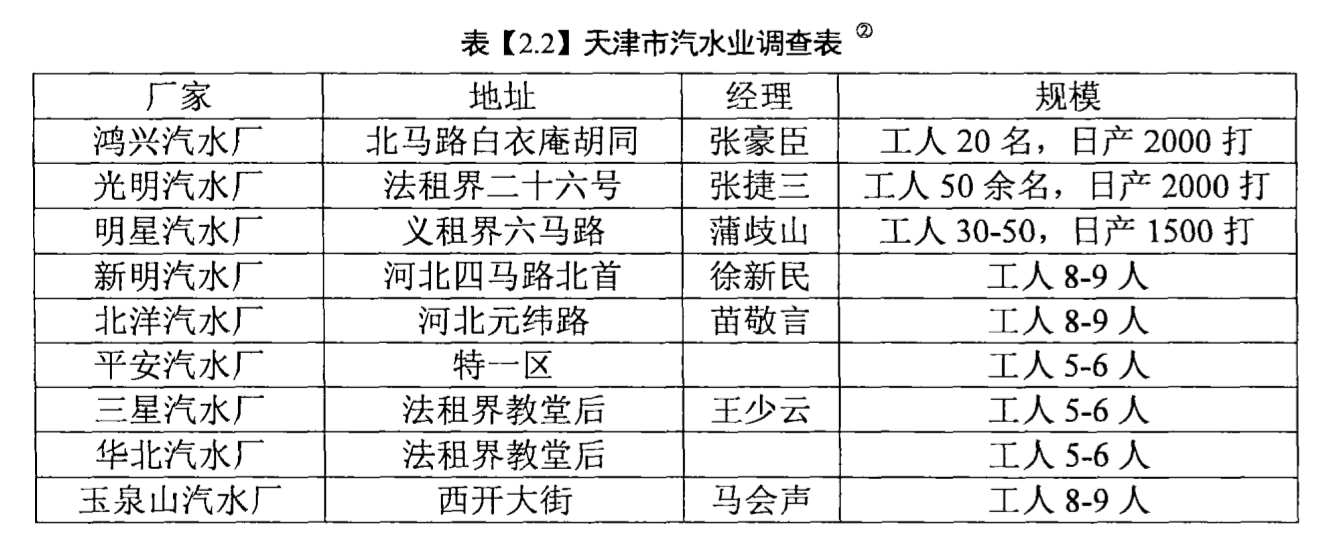 表【2.2】天津市汽水业调查表 ②
厂家 地址 经理 规模
鸿兴汽水厂 北马路白衣庵胡同 张豪臣 工人 20 名，日产 2000 打
光明汽水厂 法租界二十六号 张捷三 工人 50 余名，日产 2000 打
明星汽水厂 义租界六马路 蒲歧山 工人 30-50，日产 1500 打
新明汽水厂 河北四马路北首 徐新民 工人 8-9 人
北洋汽水厂 河北元纬路 苗敬言 工人 8-9 人
平安汽水厂 特一区 工人 5-6 人
三星汽水厂 法租界教堂后 王少云 工人 5-6 人
华北汽水厂 法租界教堂后 工人 5-6 人
玉泉山汽水厂 西开大街 马会声 工人 8-9 人